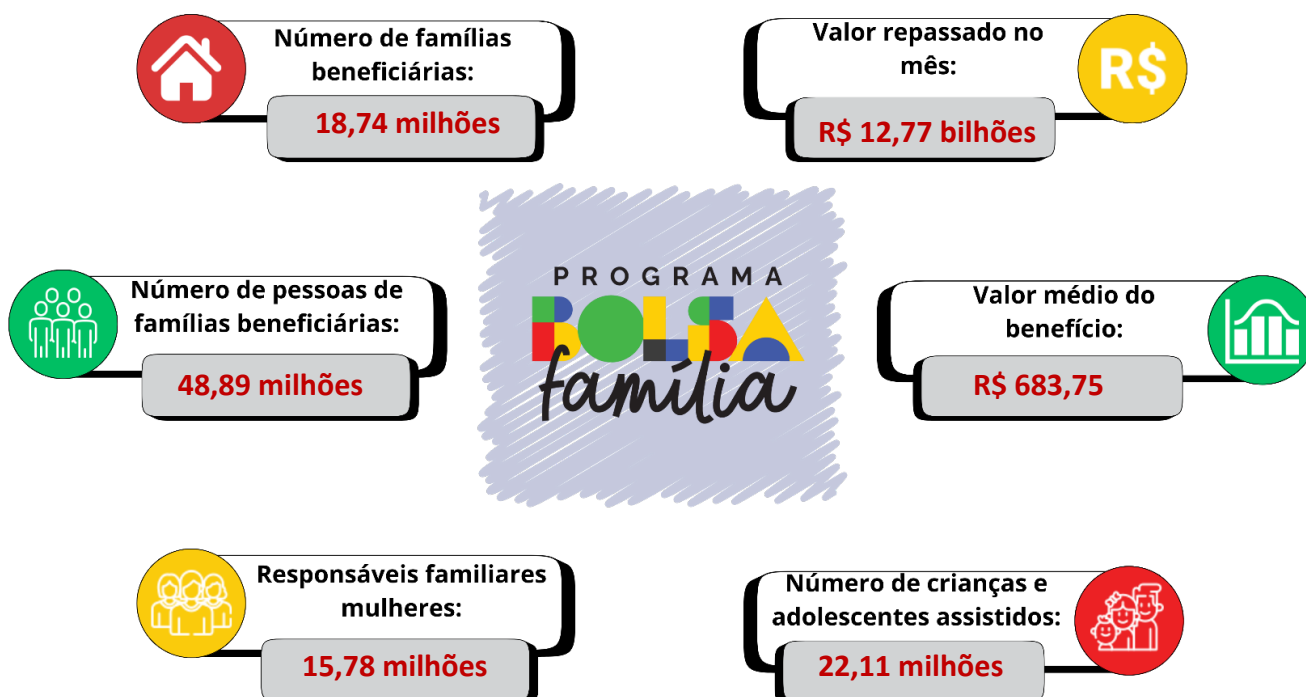 Número de famílias
beneficiárias:
18,74 milhões
Valor repassado no
mês:
R$
R$ 12,77 bilhões
Número de pessoas de
famílias beneficiárias:
48,89 milhões
PROGRAMA
BOLSA
família
Valor médio do
benefício:
R$ 683,75
Responsáveis familiares
mulheres:
15,78 milhões
Número de crianças e
adolescentes assistidos:
22,11 milhões